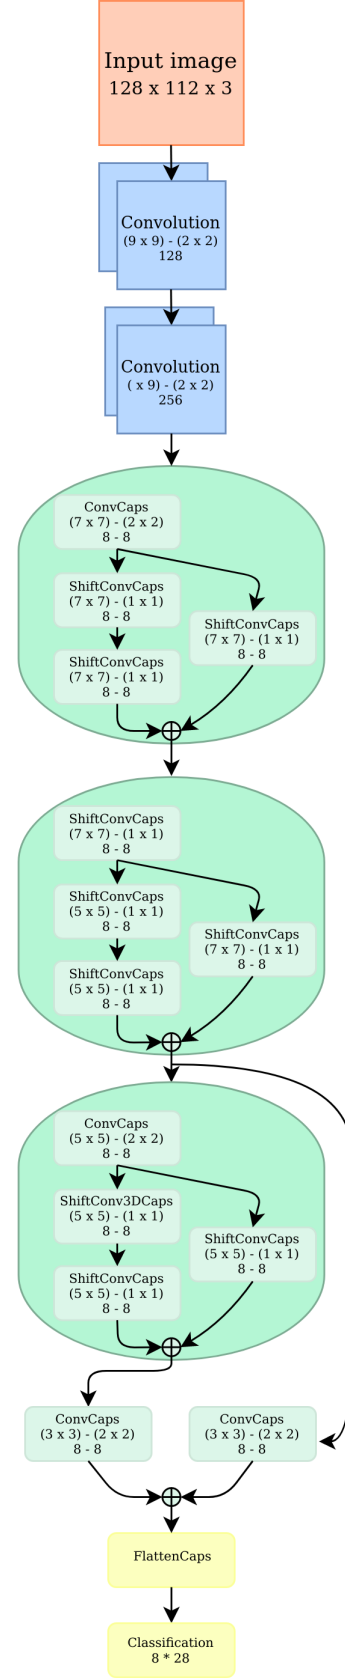 Input image
128 x 112 x 3
Convolution
(9 x 9) - (2 x 2)
128
Convolution
( x 9) - (2 x 2)
256
ConvCaps
(7 x 7) - (2 x 2)
8 - 8
ShiftConvCaps
(7 x 7) - (1 x 1)
8 - 8
ShiftConvCaps
(7 x 7) - (1 x 1)
8 - 8
ShiftConvCaps
(7 x 7) - (1 x 1)
8 - 8
ShiftConvCaps
(7 x 7) - (1 x 1)
8 - 8
ShiftConvCaps
(5 x 5) - (1 x 1)
8 - 8
ShiftConvCaps
(7 x 7) - (1 x 1)
8 - 8
ShiftConvCaps
(5 x 5) - (1 x 1)
8 - 8
ConvCaps
(5 x 5) - (2 x 2)
8 - 8
ShiftConv3DCaps
(5 x 5) - (1 x 1)
8 - 8
ShiftConvCaps
(5 x 5) - (1 x 1)
8 - 8
ShiftConvCaps
(5 x 5) - (1 x 1)
8 - 8
ConvCaps
(3 x 3) - (2 x 2)
8 - 8
ConvCaps
(3 x 3) - (2 x 2)
8 - 8
FlattenCaps
Classification
8 * 28